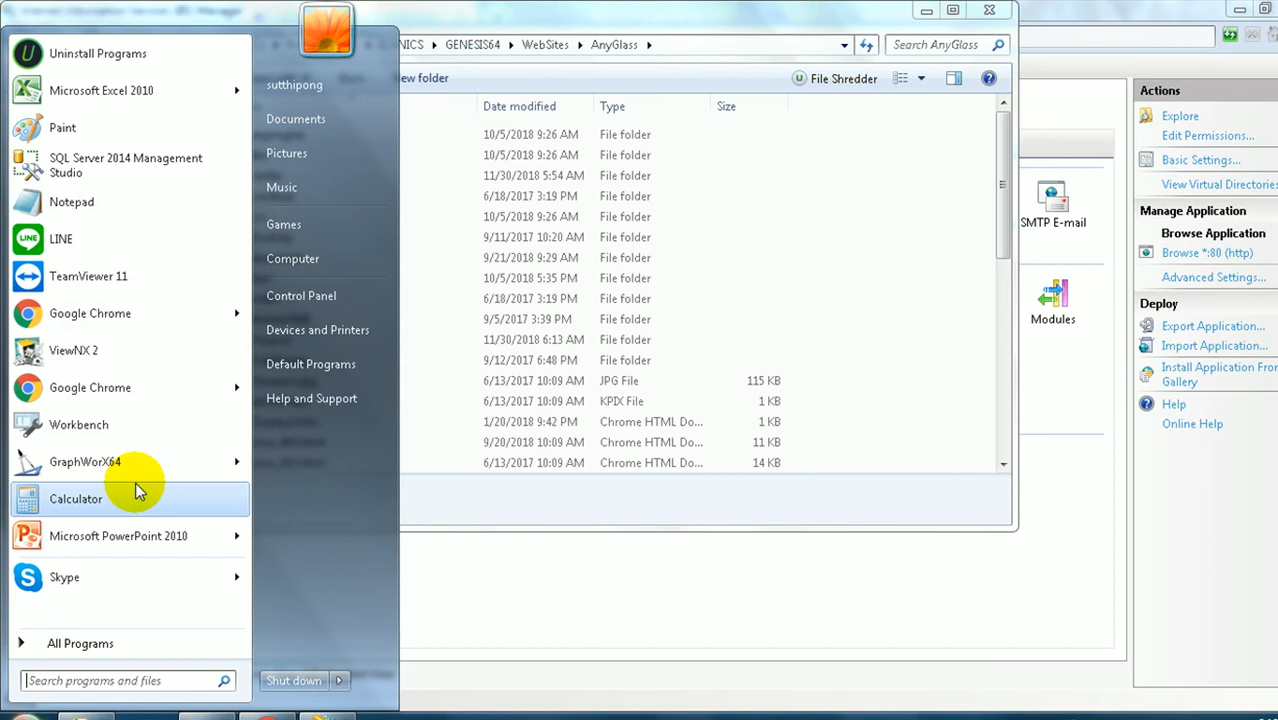 Uninstall Programs
Microsoft Excel 2010
Paint
SQL Server 2014 Management
Studio
Notepad
LINE
LINE
TeamViewer 11
Google Chrome
ViewNX 2
Google Chrome
Workbench
GraphWorX64
Calculator
Microsoft PowerPoint 2010
Skype
All Programs
Search programs and files
sutthipong
Documents
Pictures
Music
Games
Computer
Control Panel
Devices and Printers
Default Programs
Help and Support
Shut down
NICS
GENESIS64
WebSites
AnyGlass
Search AnyGlass
ew folder
File Shredder
Date modified
Type
Size
10/5/2018 9:26 AM File folder
10/5/2018 9:26 AM File folder
11/30/2018 5:54 AM File folder
6/18/2017 3:19 PM File folder
10/5/2018 9:26 AM File folder
9/11/2017 10:20 AM File folder
9/21/2018 9:29 AM File folder
10/5/2018 5:35 PM File folder
6/18/2017 3:19 PM File folder
9/5/2017 3:39 PM File folder
11/30/2018 6:13 AM File folder
9/12/2017 6:48 PM File folder
6/13/2017 10:09 AM JPG File 115 KB
6/13/2017 10:09 AM KPIX File 1 KB
1/20/2018 9:42 PM Chrome HTML Do... 1 KB
9/20/2018 10:09 AM Chrome HTML Do... 11 KB
6/13/2017 10:09 AM Chrome HTML Do... 14 KB
SMTP E-mail
Modules
Actions
Explore
Edit Permissions...
Basic Settings...
View Virtual Directories
Manage Application
Browse Application
Browse *:80 (http)
Advanced Settings...
Deploy
Export Application...
Import Application...
Install Application From
Gallery
Help
Online Help